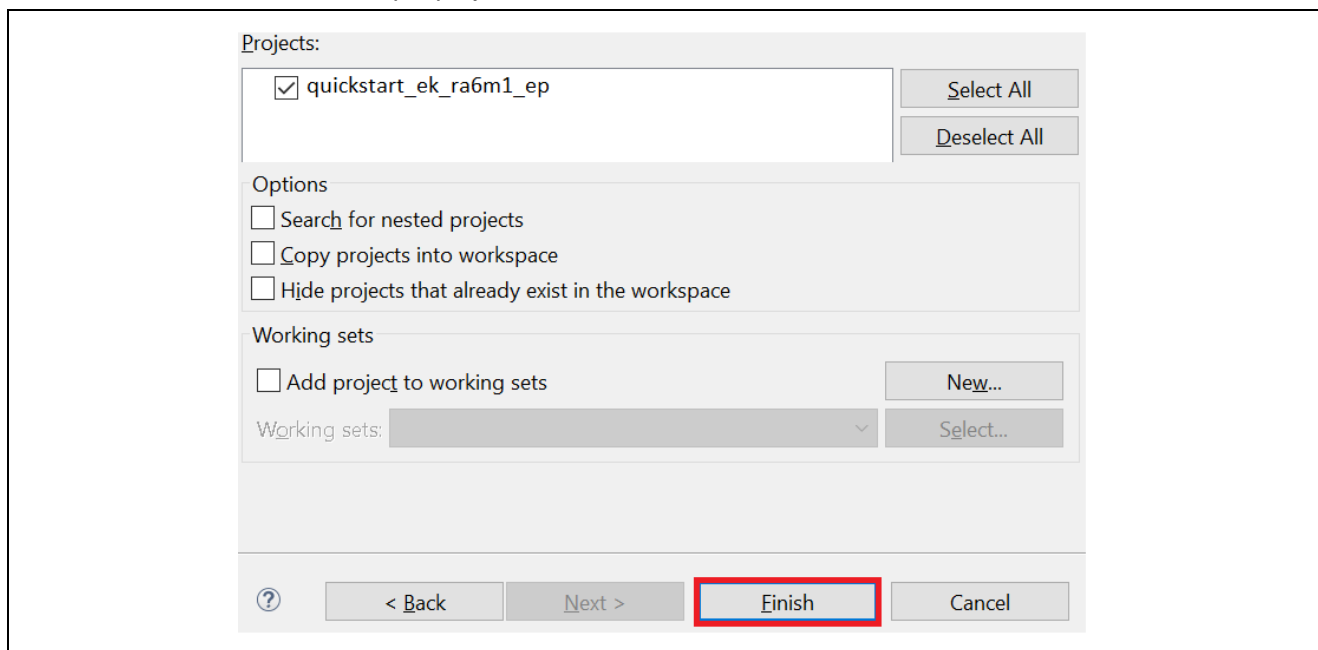 Projects:
quickstart_ek_ra6m1_ep
Select All
Deselect All
Options
Search for nested projects
Copy projects into workspace
Hide projects that already exist in the workspace
Working sets
Add project to working sets
New...
Working sets:
Select...
? < Back Next > Finish Cancel